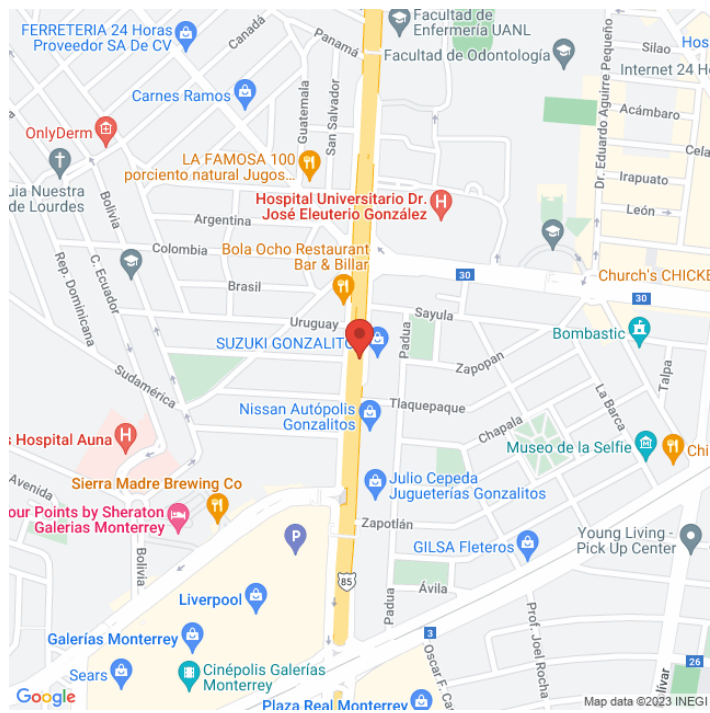 FERRETERIA 24 Horas
Proveedor SA De CV
Canadá
Panamá
Facultad de
Enfermería UANL
Facultad de Odontología
Silao
Hos
Internet 24 H
Dr. Eduardo Aguirre Pequeño
Carnes Ramos
Guatemala
San Salvador
Acámbaro
OnlyDerm
Cela
LA FAMOSA 100
porciento natural Jugos...
Irapuato
uia Nuestra
de Lourdes
Bolivia
Hospital Universitario Dr.
José Eleuterio González
León
Argentina
Colombia
Bola Ocho Restaurant
Bar & Billar
30
Church's CHICKE
30
C. Ecuador
Rep. Dominicana
Brasil
Uruguay
Sayula
Bombastic
SUZUKI GONZALITO
Padua
Zapopan
Talpa
Sudamérica
La Barca
Nissan Autópolis
Gonzalitos
Tlaquepaque
Chapala
s Hospital Auna
Museo de la Selfie
Chi
Avenida
Sierra Madre Brewing Co
Julio Cepeda
Jugueterías Gonzalitos
our Points by Sheraton
Galerias Monterrey
Zapotlán
Young Living -
Pick Up Center
P
GILSA Fleteros
Bolivia
85
Ávila
Liverpool
Padua
Prof. Joel Rocha
Galerías Monterrey
3
Oscar F. Ca
26
Sears
Cinépolis Galerías
Monterrey
livar
Plaza Real Monterrey
Google
Map data ©2023 INEGI